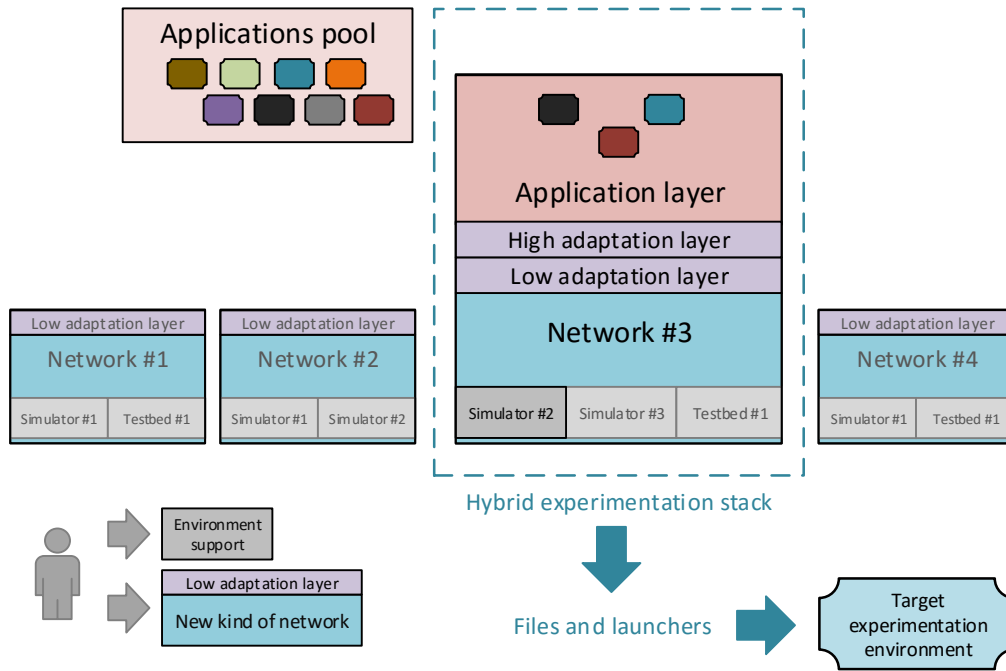 Applications pool
Application layer
High adaptation layer
Low adaptation layer
Network #3
Simulator #2
Simulator #3
Testbed #1
Low adaptation layer
Network #1
Simulator #1
Testbed #1
Low adaptation layer
Network #2
Simulator #1
Simulator #2
Low adaptation layer
Network #4
Simulator #1
Testbed #1
Hybrid experimentation stack
Environment
support
Low adaptation layer
New kind of network
Files and launchers
Target
experimentation
environment